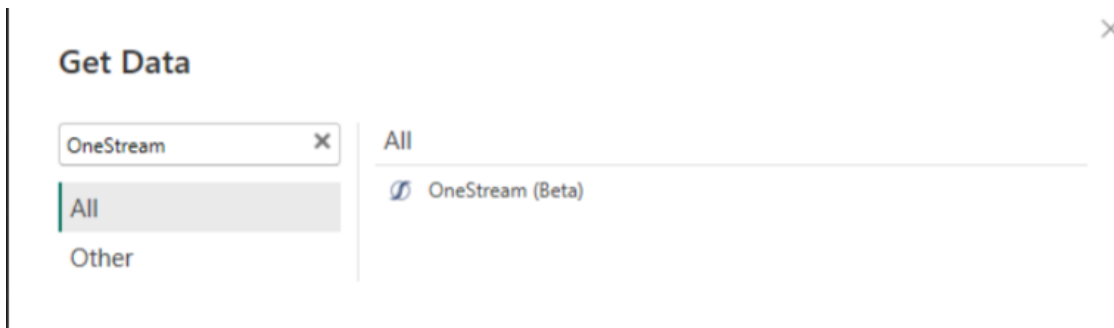 Get Data
OneStream
All
Other
All
OneStream (Beta)